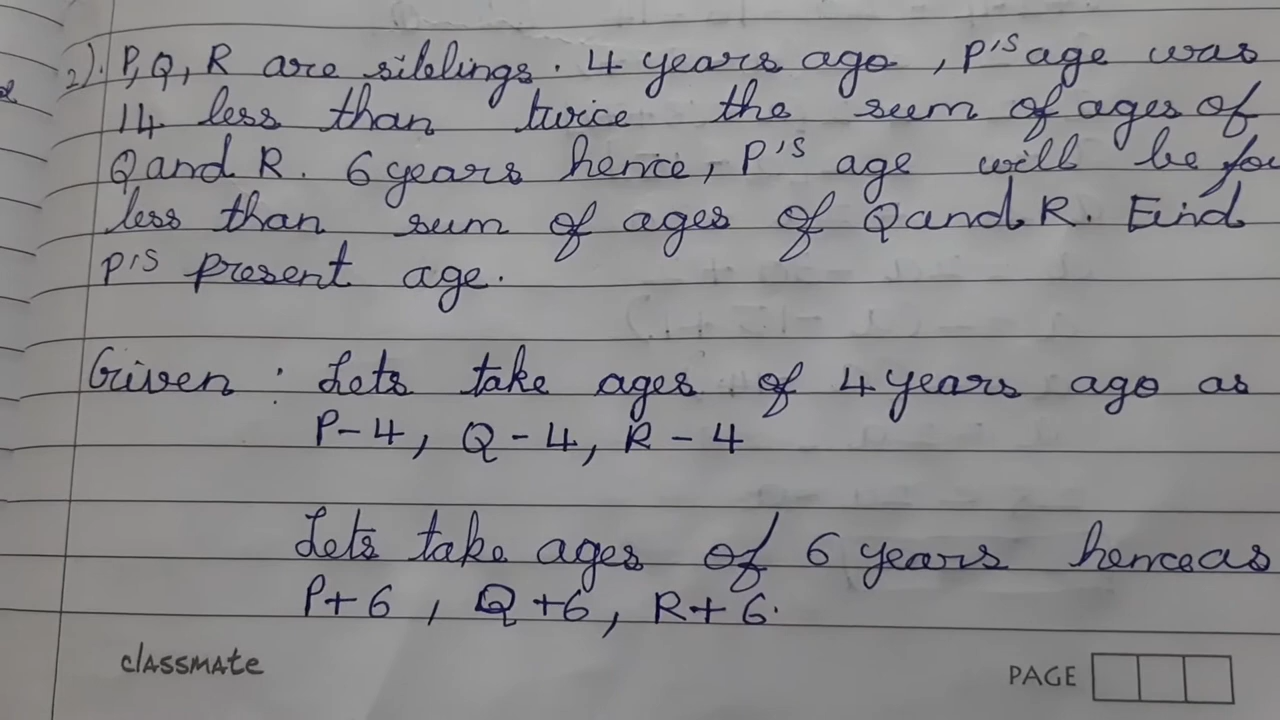 2). P, Q, R are siblings. 4 years ago, P's age was
14 less than twice the sum of ages of
Q and R. 6 years hence, P's age will be
less than sum of ages of Q and R. Find
P's present age.
Given : Lets take ages of 4 years ago as
P-4, Q-4, R-4
Lets take ages of 6 years hence as
P+6, Q+6, R+6.
classmate
PAGE